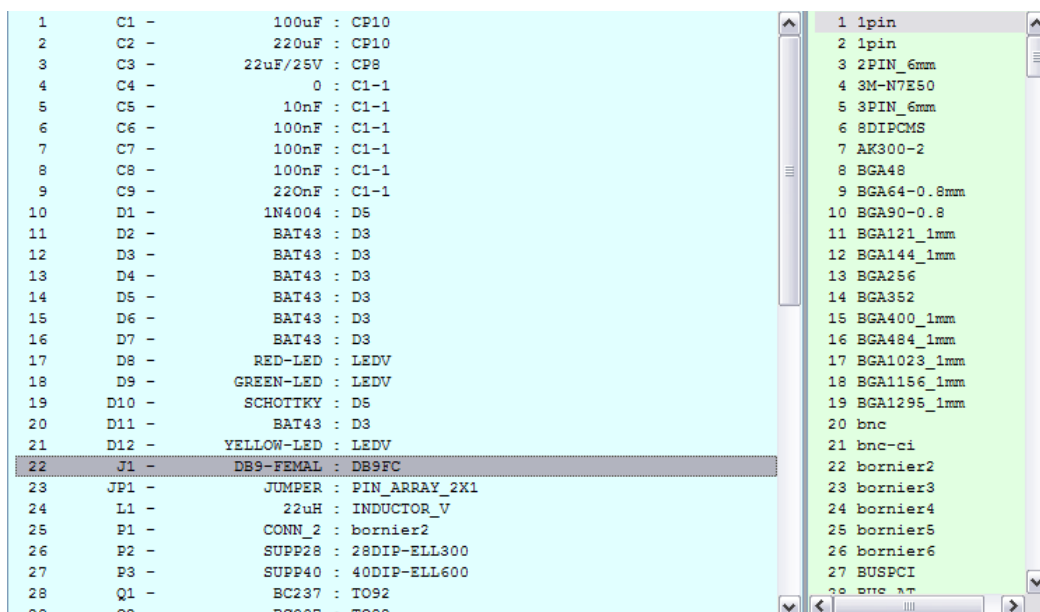 1 C1 - 100uF : CP10
2 C2 - 220uF : CP10
3 C3 - 22uF/25V : CP8
4 C4 - 0 : C1-1
5 C5 - 10nF : C1-1
6 C6 - 100nF : C1-1
7 C7 - 100nF : C1-1
8 C8 - 100nF : C1-1
9 C9 - 220nF : C1-1
10 D1 - 1N4004 : D5
11 D2 - BAT43 : D3
12 D3 - BAT43 : D3
13 D4 - BAT43 : D3
14 D5 - BAT43 : D3
15 D6 - BAT43 : D3
16 D7 - BAT43 : D3
17 D8 - RED-LED : LEDV
18 D9 - GREEN-LED : LEDV
19 D10 - SCHOTTKY : D5
20 D11 - BAT43 : D3
21 D12 - YELLOW-LED : LEDV
22 J1 - DB9-FEMAL : DB9FC
23 JP1 - JUMPER : PIN_ARRAY_2X1
24 L1 - 22uH : INDUCTOR_V
25 P1 - CONN_2 : bornier2
26 P2 - SUPP28 : 28DIP-ELL300
27 P3 - SUPP40 : 40DIP-ELL600
28 Q1 - BC237 : TO92
1 1pin
2 1pin
3 2PIN_6mm
4 3M-N7E50
5 3PIN_6mm
6 8DIPCMS
7 AK300-2
8 BGA48
9 BGA64-0.8mm
10 BGA90-0.8
11 BGA121_1mm
12 BGA144_1mm
13 BGA256
14 BGA352
15 BGA400_1mm
16 BGA484_1mm
17 BGA1023_1mm
18 BGA1156_1mm
19 BGA1295_1mm
20 bnc
21 bnc-ci
22 bornier2
23 bornier3
24 bornier4
25 bornier5
26 bornier6
27 BUSPCI
28 BUS_AT